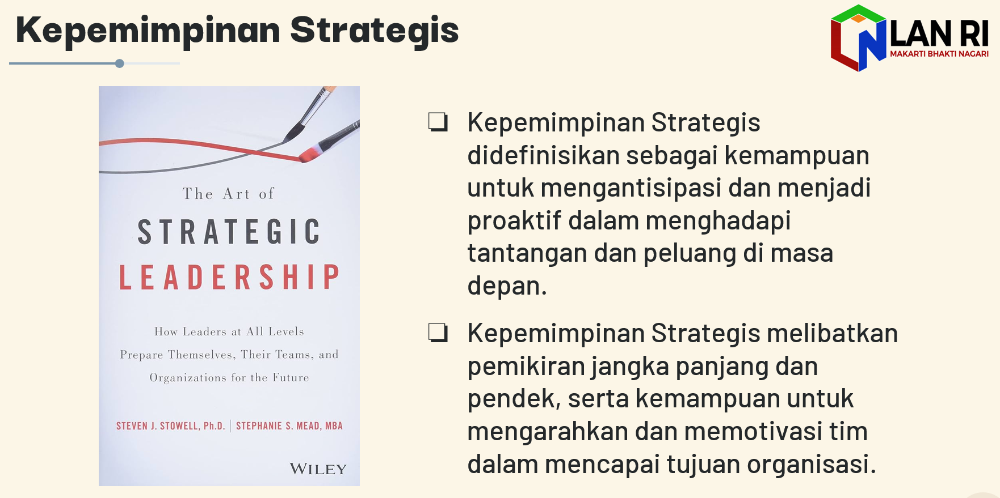 Kepemimpinan Strategis
LAN RI
MAKARTI BHAKTI NAGARI
The Art of
STRATEGIC
LEADERSHIP
How Leaders at All Levels
Prepare Themselves, Their Teams, and
Organizations for the Future
STEVEN J. STOWELL, Ph.D. | STEPHANIE S. MEAD, MBA
WILEY
❏ Kepemimpinan Strategis
didefinisikan sebagai kemampuan
untuk mengantisipasi dan menjadi
proaktif dalam menghadapi
tantangan dan peluang di masa
depan.
❏ Kepemimpinan Strategis melibatkan
pemikiran jangka panjang dan
pendek, serta kemampuan untuk
mengarahkan dan memotivasi tim
dalam mencapai tujuan organisasi.